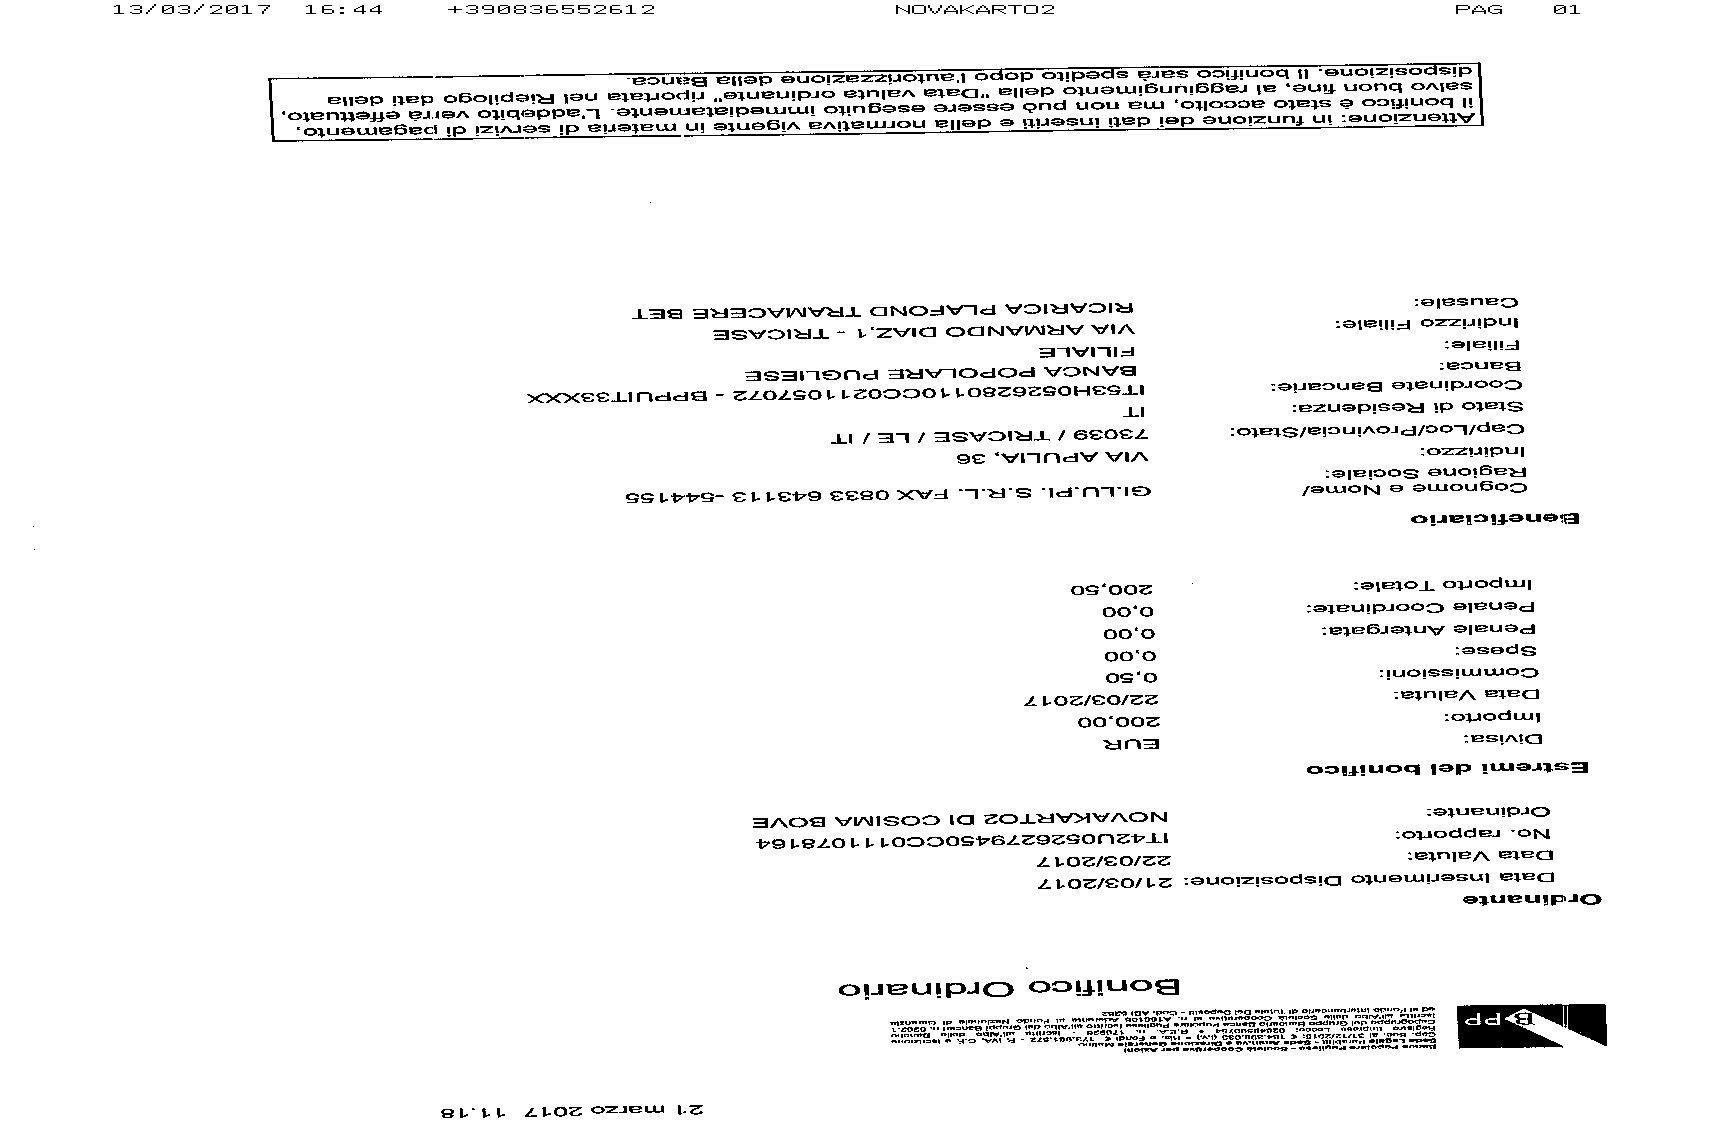 13/03/2017 16:44 +390836552612 NOVAKARTO2 PAG 01
21 marzo 2017 11.18
BPP
Banca Popolare Pugliese - Società Cooperativa per Azioni
Bonifico Ordinario
Ordinante
Data Inserimento Disposizione: 21/03/2017
Data Valuta: 22/03/2017
No. rapporto: IT42U0526279450CC0111078164
Ordinante: NOVAKARTO2 DI COSIMA BOVE
Estremi del bonifico
Divisa: EUR
Importo: 200,00
Data Valuta: 22/03/2017
Commissioni: 0,50
Spese: 0,00
Penale Antergata: 0,00
Penale Coordinate: 0,00
Importo Totale: 200,50
Beneficiario
Cognome e Nome/ GI.LU.PI. S.R.L. FAX 0833 643113 -544155
Ragione Sociale:
Indirizzo: VIA APULIA, 36
Cap/Loc/Provincia/Stato: 73039 / TRICASE / LE / IT
Stato di Residenza: IT
Coordinate Bancarie: IT53H0526280110CC0211057072 - BPPUIT33XXX
Banca: BANCA POPOLARE PUGLIESE
Filiale: FILIALE
Indirizzo Filiale: VIA ARMANDO DIAZ,1 - TRICASE
Causale: RICARICA PLAFOND TRAMACERE BET
Attenzione: in funzione dei dati inseriti e della normativa vigente in materia di servizi di pagamento,
il bonifico è stato accolto, ma non può essere eseguito immediatamente. L'addebito verrà effettuato,
salvo buon fine, al raggiungimento della "Data valuta ordinante" riportata nel Riepilogo dati della
disposizione. Il bonifico sarà spedito dopo l'autorizzazione della Banca.